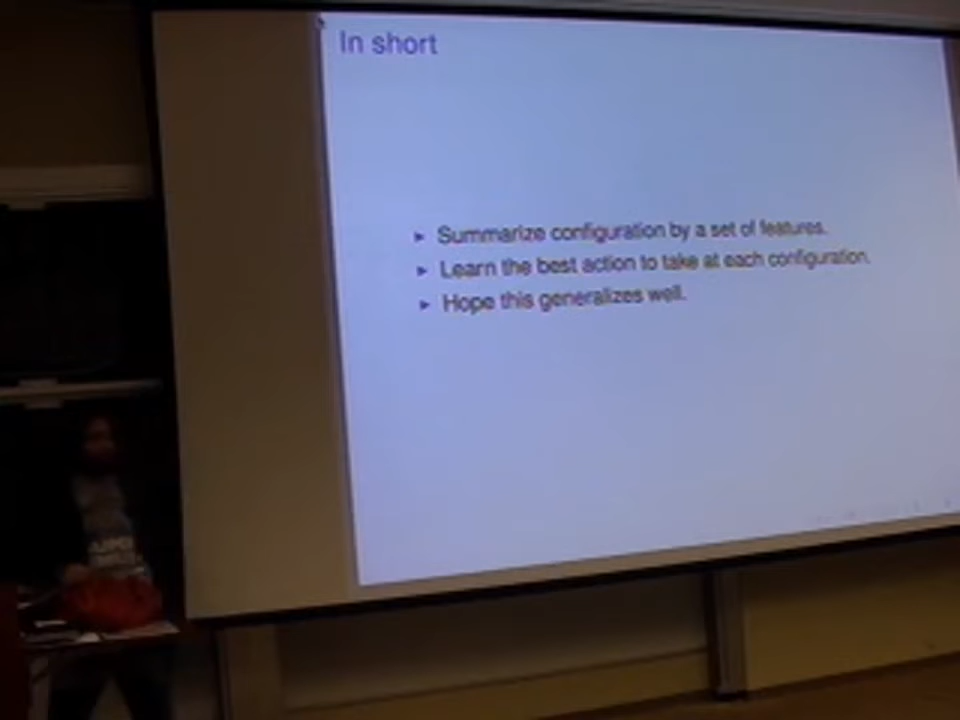 In short
Summarize configuration by a set of features.
Learn the best action to take at each configuration.
Hope this generalizes well.